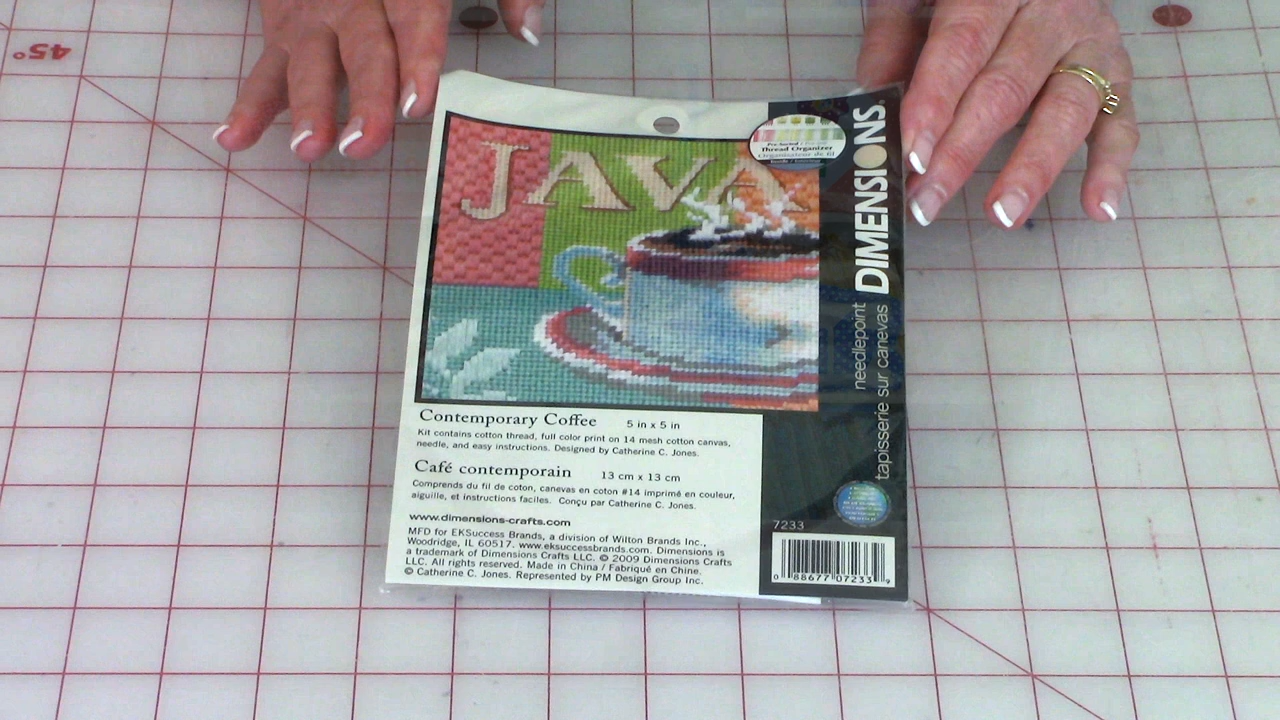 45°
JAVA
Thread Organizer
Organisateur de fil
DIMENSIONS®
needlepoint
tapisserie sur canevas
Contemporary Coffee 5 in x 5 in
Kit contains cotton thread, full color print on 14 mesh cotton canvas,
needle, and easy instructions. Designed by Catherine C. Jones.
Café contemporain 13 cm x 13 cm
Comprends du fil de coton, canevas en coton #14 imprimé en couleur,
aiguille, et instructions faciles. Conçu par Catherine C. Jones.
www.dimensions-crafts.com
MFD for EKSuccess Brands, a division of Wilton Brands Inc.,
Woodridge, IL 60517. www.eksuccessbrands.com. Dimensions is
a trademark of Dimensions Crafts LLC. © 2009 Dimensions Crafts
LLC. All rights reserved. Made in China / Fabriqué en Chine.
© Catherine C. Jones. Represented by PM Design Group Inc.
7233
0 88677 07233 9